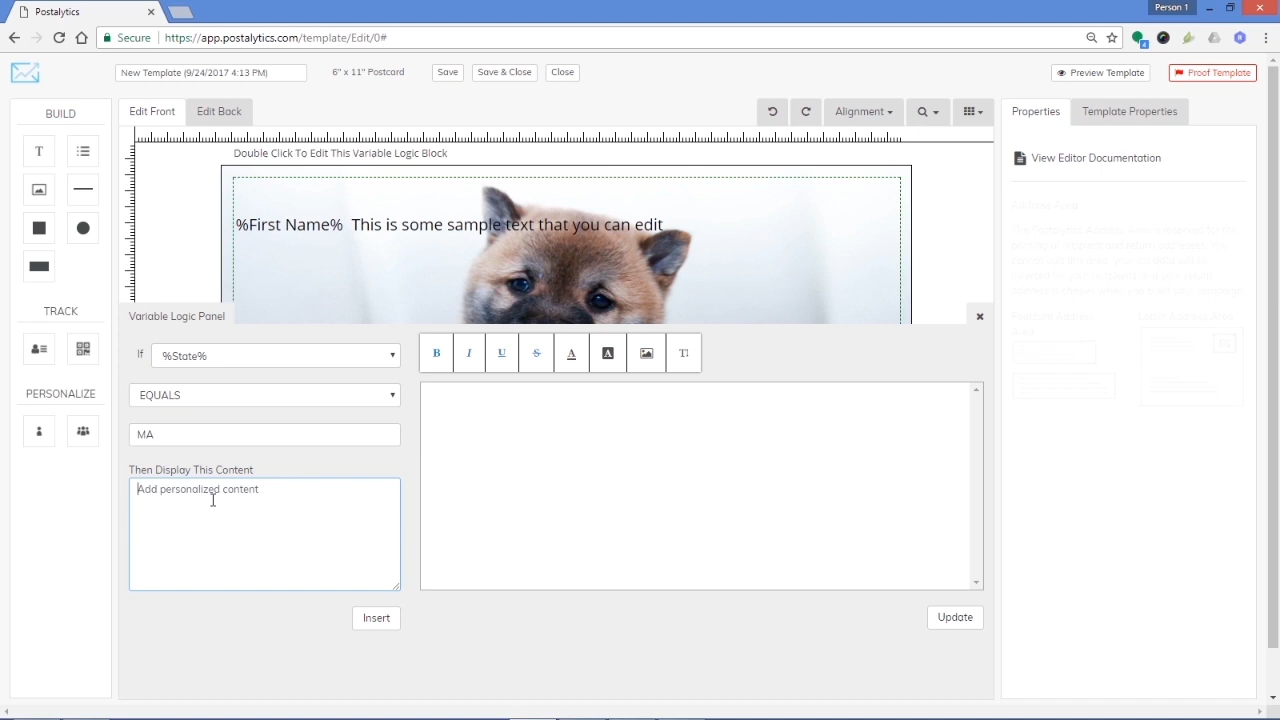 Postalytics
Person 1
Secure
https://app.postalytics.com/template/Edit/0#
New Template (9/24/2017 4:13 PM)
6" x 11" Postcard
Save
Save & Close
Close
Preview Template
Proof Template
BUILD
T
TRACK
PERSONALIZE
Edit Front
Edit Back
Alignment
Double Click To Edit This Variable Logic Block
%First Name% This is some sample text that you can edit
Variable Logic Panel
If
%State%
EQUALS
MA
Then Display This Content
Add personalized content
Insert
B
I
U
S
A
A
T
Update
Properties
Template Properties
View Editor Documentation
Address Area